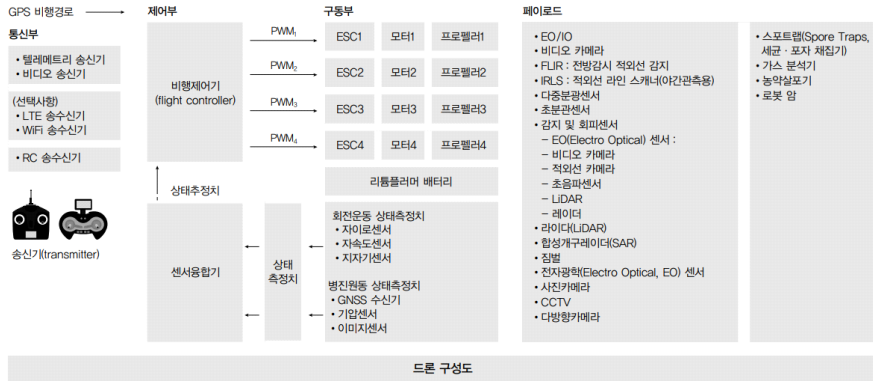 GPS 비행경로
통신부
• 텔레메트리 송신기
• 비디오 송신기
(선택사항)
• LTE 송수신기
• WiFi 송수신기
• RC 송수신기
송신기(transmitter)
제어부
비행제어기
(flight controller)
상태추정치
센서융합기
PWM1
PWM2
PWM3
PWM4
상태
측정치
구동부
ESC1 모터1 프로펠러1
ESC2 모터2 프로펠러2
ESC3 모터3 프로펠러3
ESC4 모터4 프로펠러4
리튬플러머 배터리
회전운동 상태측정치
• 자이로센서
• 자속도센서
• 지자기센서
병진원동 상태측정치
• GNSS 수신기
• 기압센서
• 이미지센서
페이로드
• EO/IO
• 비디오 카메라
• FLIR : 전방감시 적외선 감지
• IRLS : 적외선 라인 스캐너(야간관측용)
• 다중분광센서
• 초분관센서
• 감지 및 회피센서
– EO(Electro Optical) 센서 :
– 비디오 카메라
– 적외선 카메라
– 초음파센서
– LiDAR
– 레이더
• 라이다(LiDAR)
• 합성개구레이더(SAR)
• 짐벌
• 전자광학(Electro Optical, EO) 센서
• 사진카메라
• CCTV
• 다방향카메라
• 스포트랩(Spore Traps,
세균·포자 채집기)
• 가스 분석기
• 농약살포기
• 로봇 암
드론 구성도